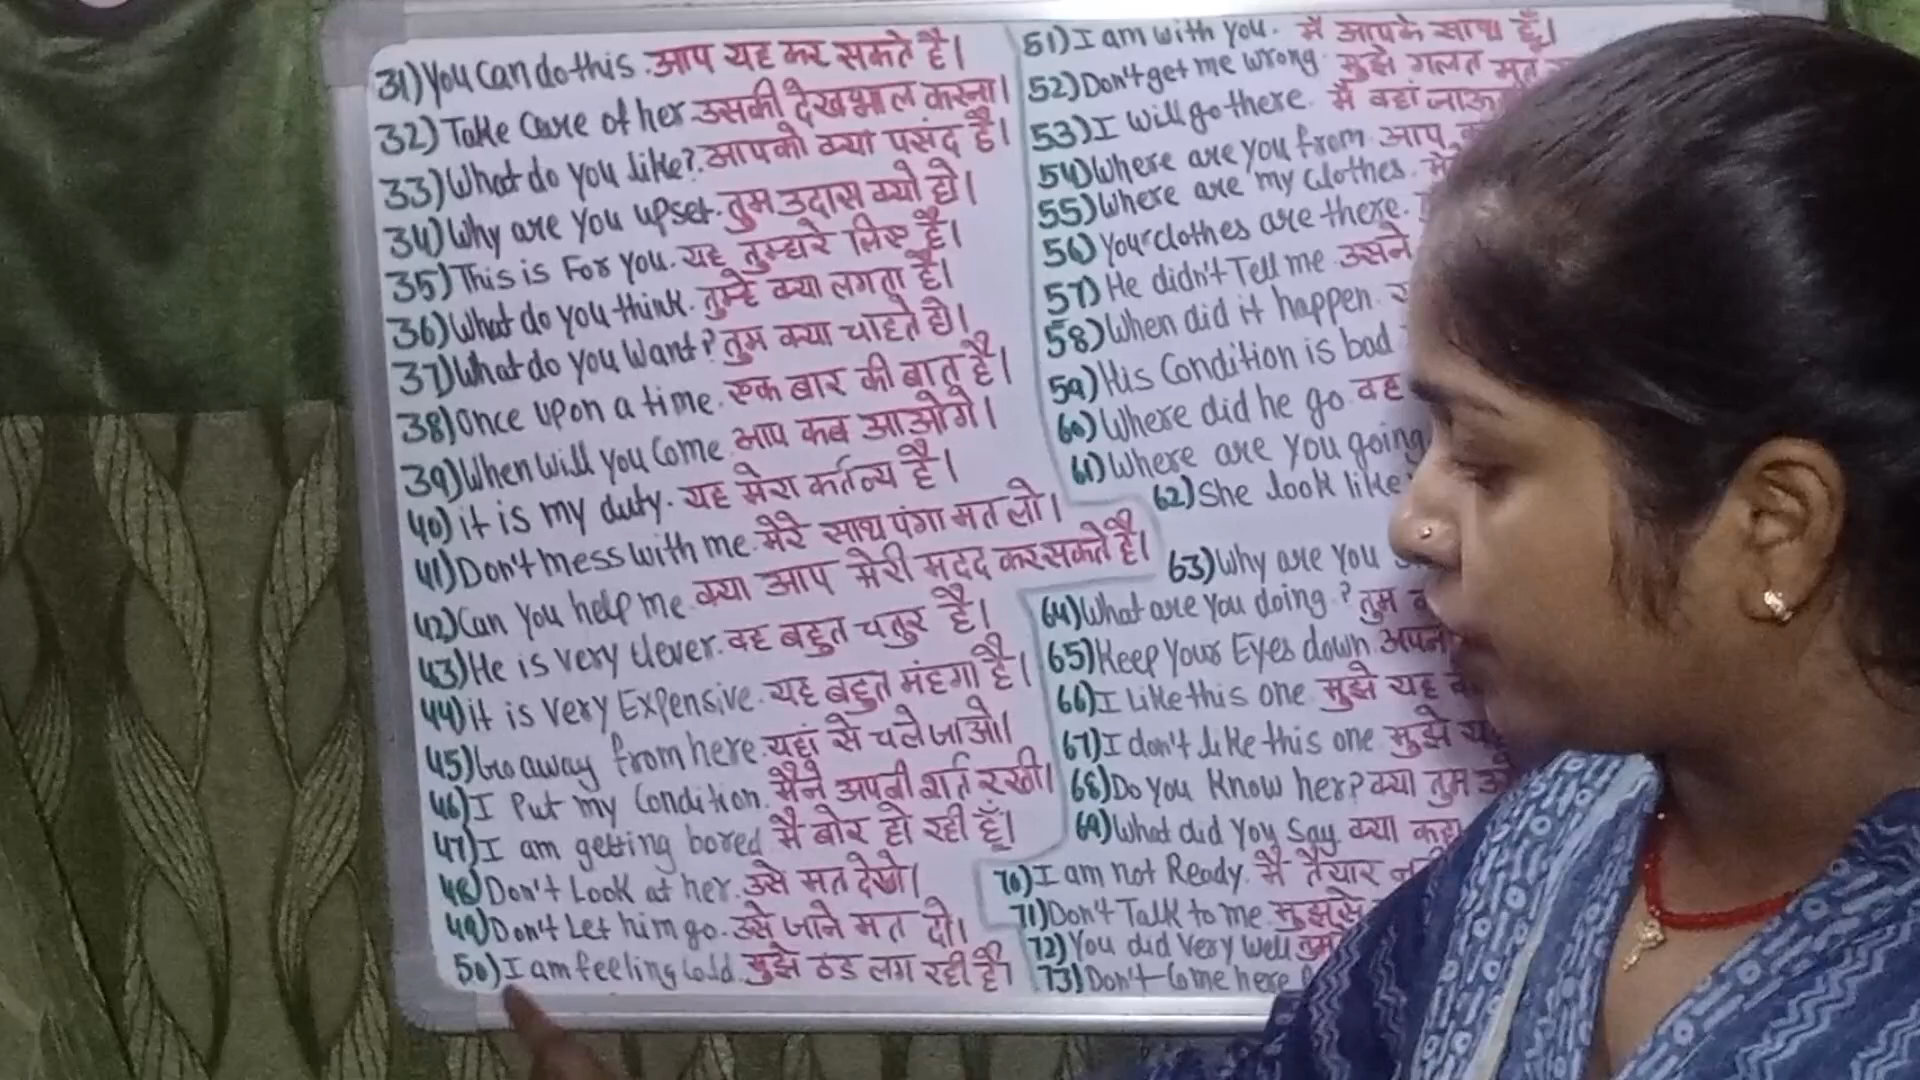 31) You Can do this. आप यह कर सकते है।
32) Take Care of her उसकी देखभाल करना।
33) What do you like?. आपको क्या पसंद है।
34) Why are You upset. तुम उदास क्यो हो।
35) This is For You. यह तुम्हारे लिए है।
36) What do you think. तुम्हे क्या लगता है।
37) What do you Want? तुम क्या चाहते हो।
38) Once upon a time. एक बार की बात है।
39) When Will you Come आप कब आओगे।
40) it is my duty. यह मेरा कर्तव्य है।
41) Don't mess with me. मेरे साथ पंगा मत लो।
42) Can You help me क्या आप मेरी मदद कर सकते है।
43) He is very clever. वह बहुत चतुर है।
44) it is very Expensive. यह बहुत मंहगा है।
45) Go away from here. यहां से चले जाओ।
46) I Put my Condition. मैने अपनी शर्त रखी।
47) I am getting bored मै बोर हो रही हूँ।
48) Don't Look at her. उसे मत देखो।
49) Don't Let him go. उसे जाने मत दो।
50) I am feeling Cold. मुझे ठंड लग रही है।
51) I am with You. मै आपके साथ हूँ।
52) Don't get me wrong. मुझे गलत मत
53) I Will go there. मै वहां
54) Where are you from. आप
55) Where are my Clothes.
56) Your clothes are there.
57) He didn't Tell me उसने
58) When did it happen.
59) His Condition is bad
60) Where did he go. वह
61) Where are You going
62) She look like
63) Why are You
64) What are You doing? तुम
65) Keep Your Eyes down
66) I Like this one मुझे यह
67) I don't like this one मुझे
68) Do you Know her? क्या तुम
69) What did You Say. क्या कहा
70) I am not Ready. मै तैयार
71) Don't Talk to me. मुझसे
72) You did Very Well तुम
73) Don't Come here